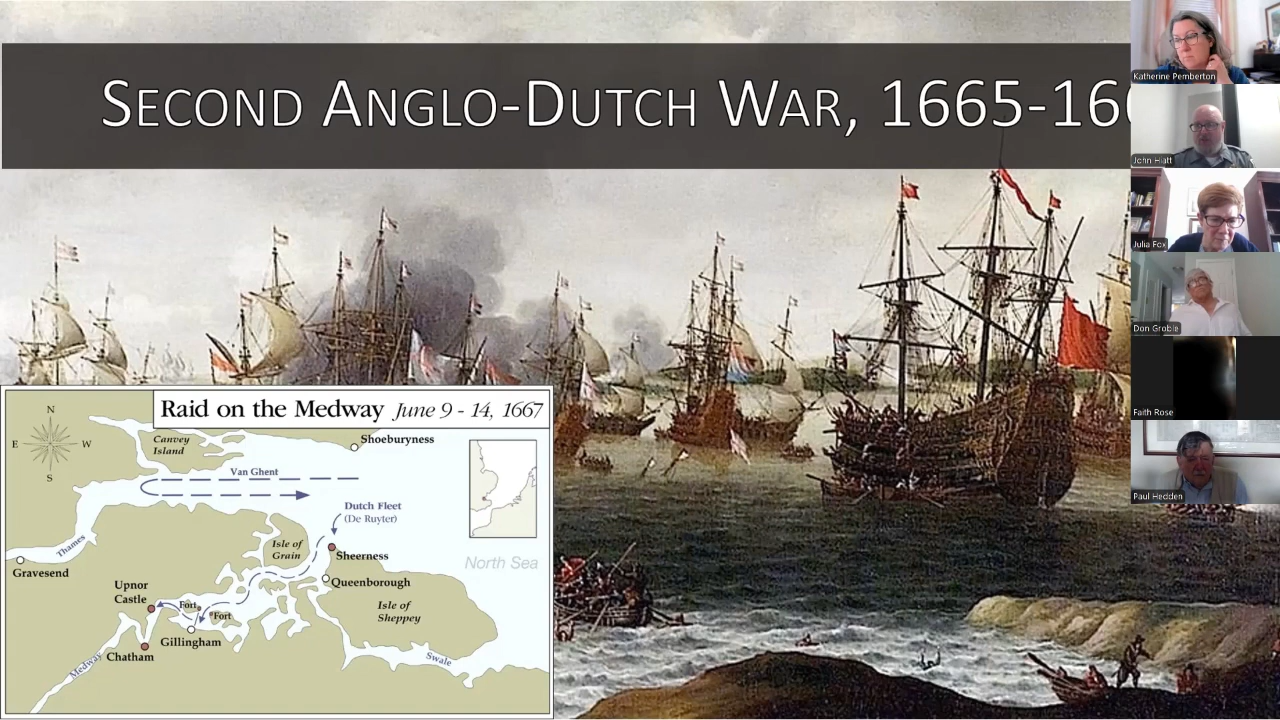 SECOND ANGLO-DUTCH WAR, 1665-16
Katherine Pemberton
John Hiatt
Julia Fox
Don Groble
Faith Rose
Paul Hedden
Raid on the Medway June 9 - 14, 1667
N
E
W
S
Canvey
Island
Shoeburyness
Van Ghent
Dutch Fleet
(De Ruyter)
Thames
Isle of
Grain
Sheerness
North Sea
Gravesend
Queenborough
Upnor
Castle
Fort
Fort
Isle of
Sheppey
Gillingham
Chatham
Medway
Swale